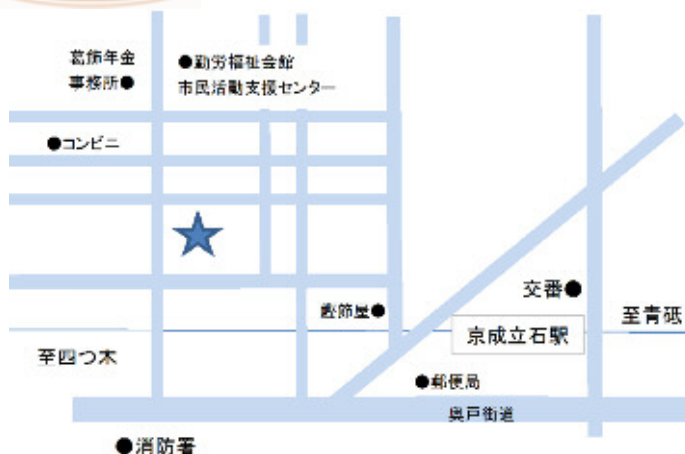 葛飾年金
事務所●
●勤労福祉会館
市民活動支援センター
●コンビニ
交番●
鰹節屋●
至青砥
京成立石駅
至四つ木
●郵便局
奥戸街道
●消防署